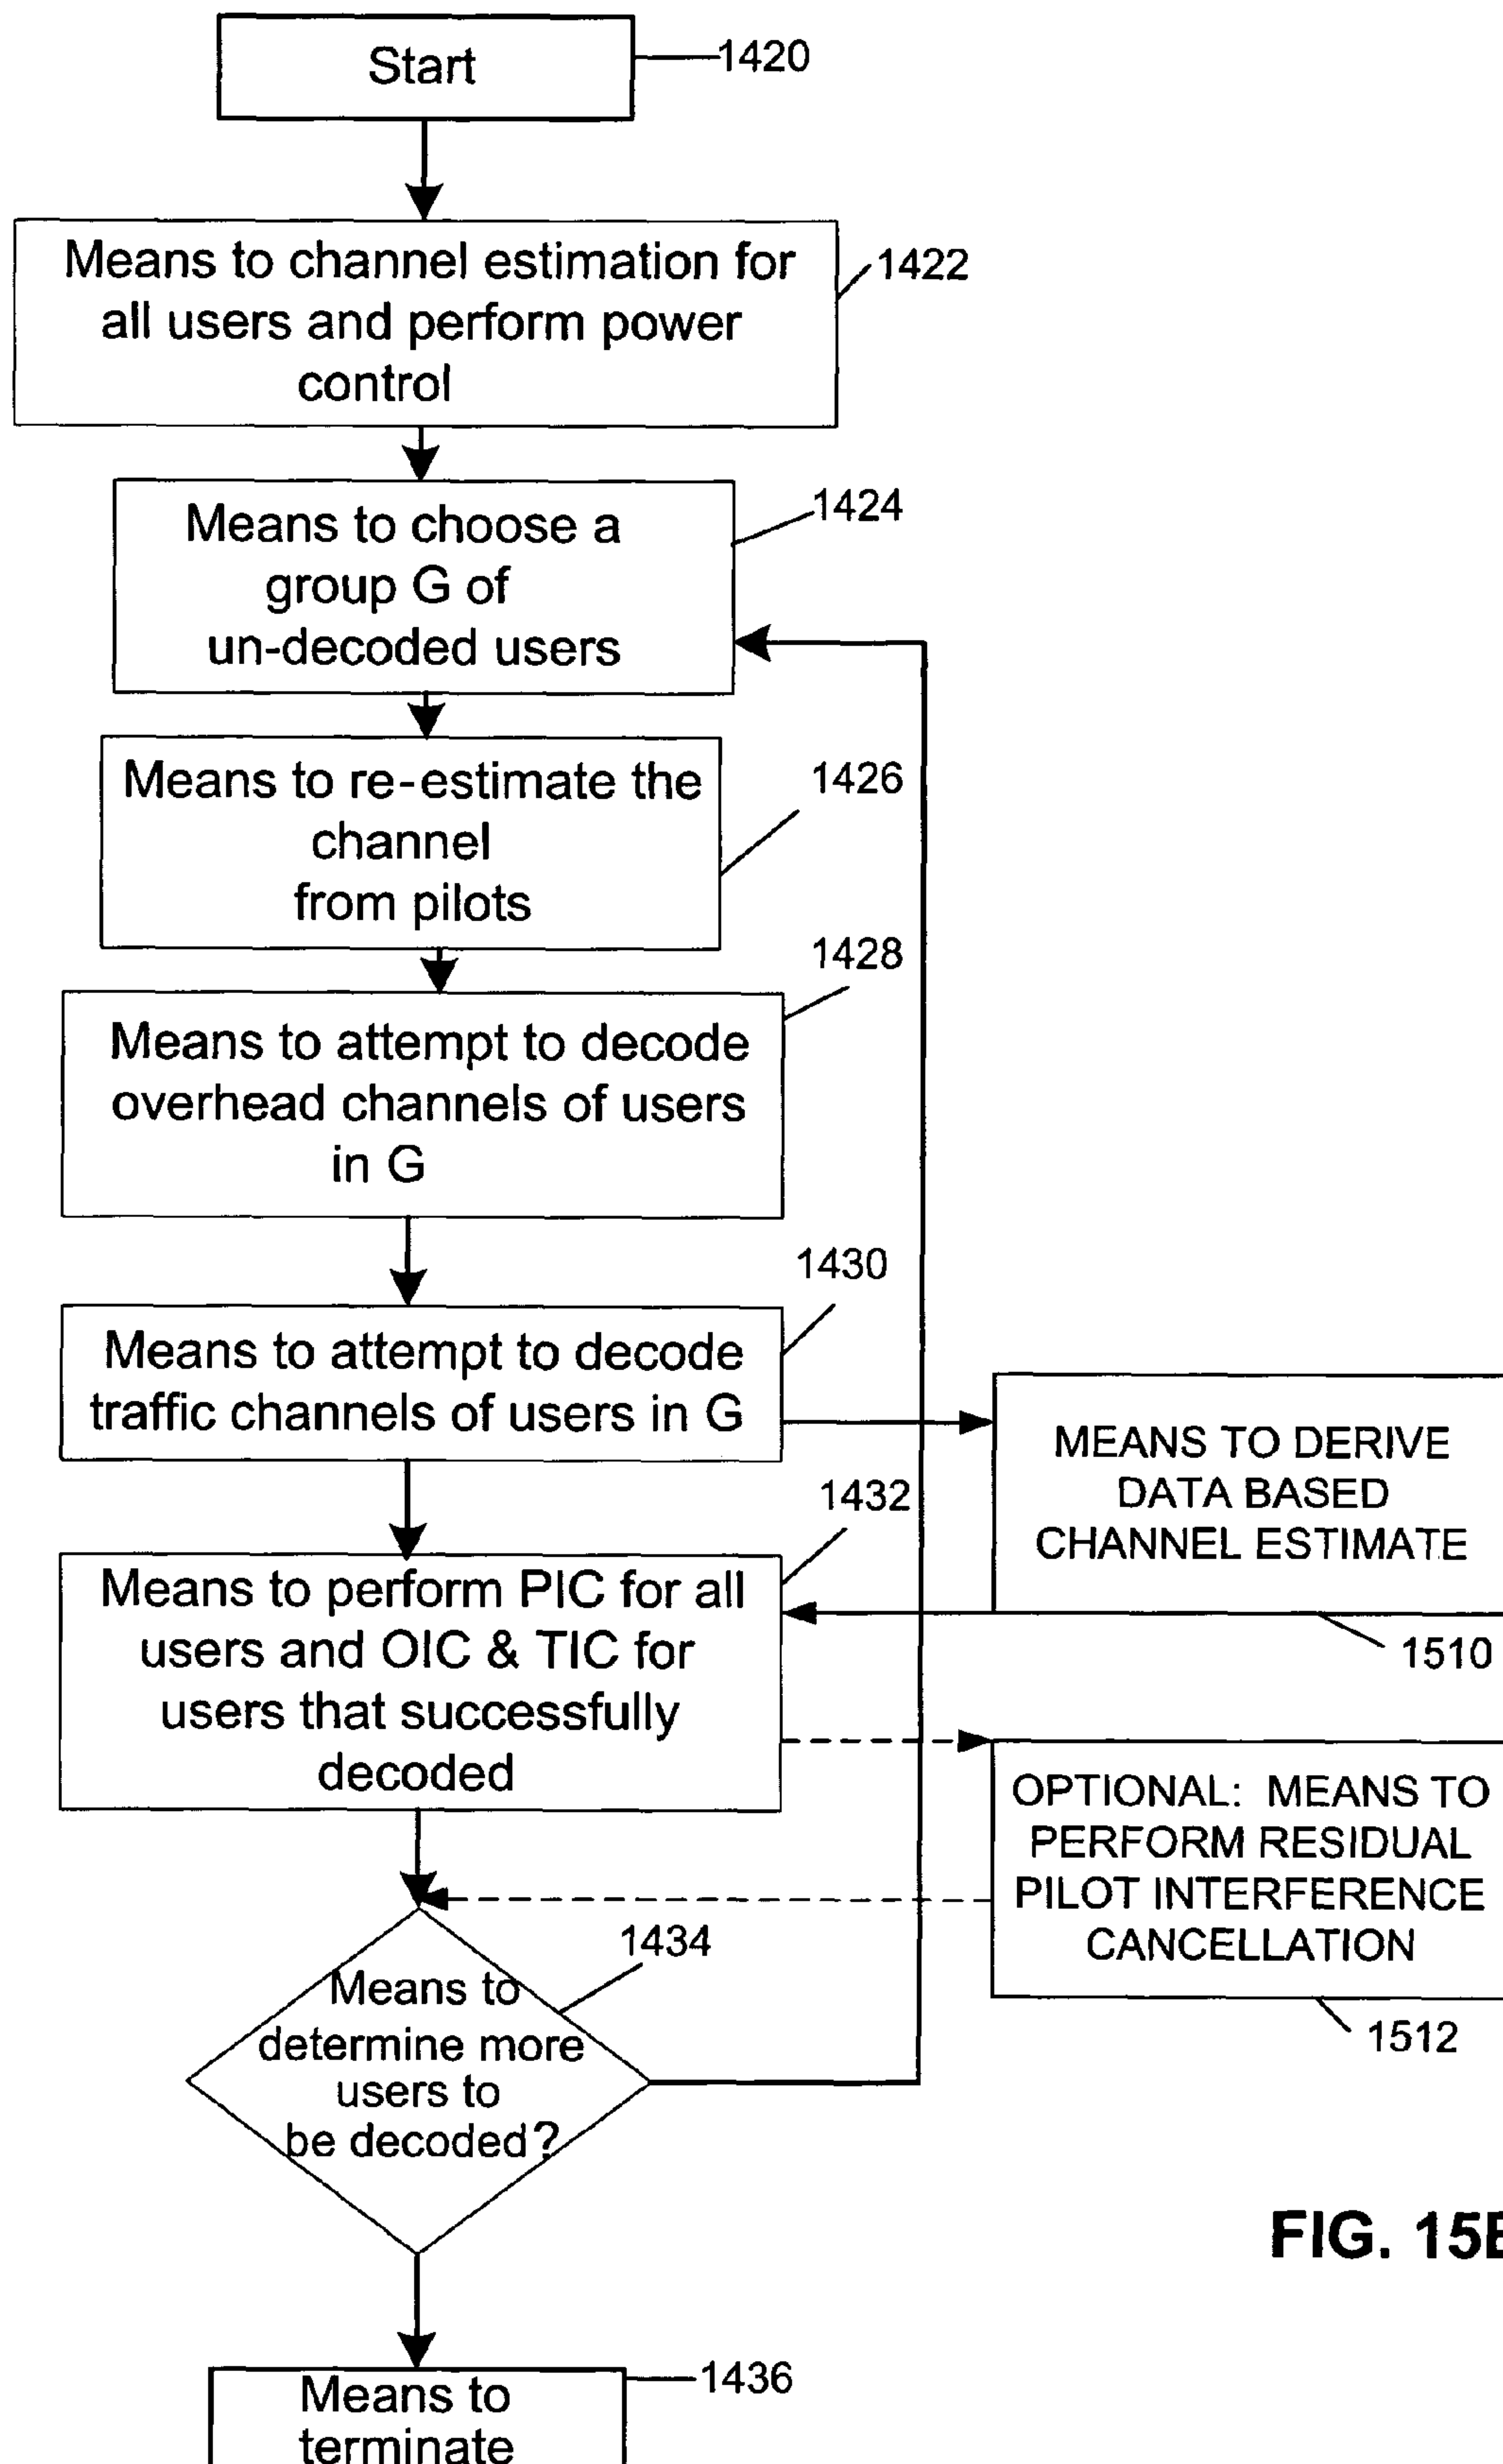 Start
1420
Means to channel estimation for
all users and perform power
control
1422
Means to choose a
group G of
un-decoded users
1424
Means to re-estimate the
channel
from pilots
1426
Means to attempt to decode
overhead channels of users
in G
1428
Means to attempt to decode
traffic channels of users in G
1430
MEANS TO DERIVE
DATA BASED
CHANNEL ESTIMATE
1510
Means to perform PIC for all
users and OIC & TIC for
users that successfully
decoded
1432
OPTIONAL: MEANS TO
PERFORM RESIDUAL
PILOT INTERFERENCE
CANCELLATION
1512
Means to
determine more
users to
be decoded?
1434
FIG.
Means to
terminate
1436